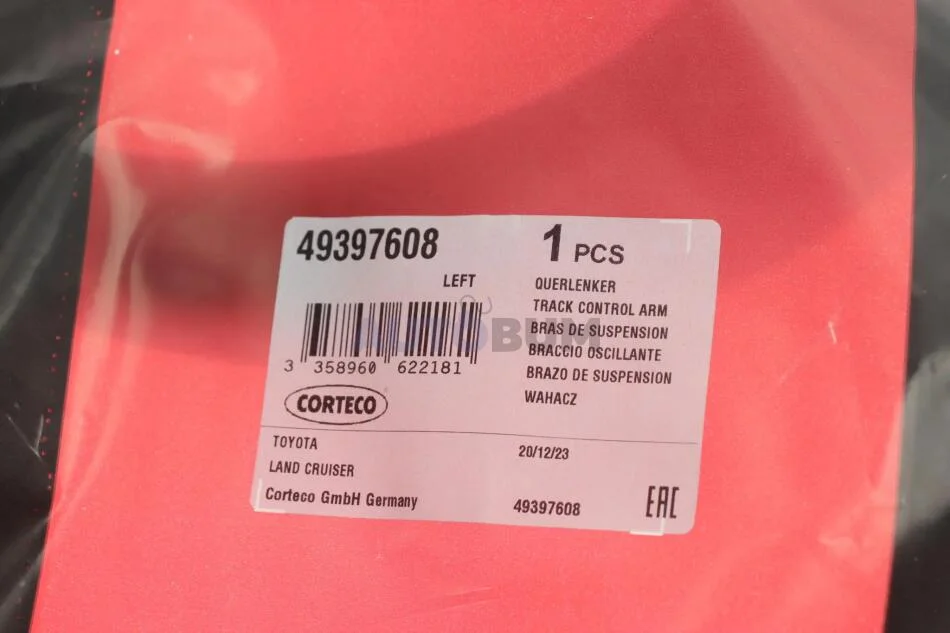 49397608
1 PCS
LEFT
QUERLENKER
TRACK CONTROL ARM
BRAS DE SUSPENSION
BRACCIO OSCILLANTE
BRAZO DE SUSPENSION
WAHACZ
3 358960 622181
CORTECO
AUTOBUM
TOYOTA
20/12/23
LAND CRUISER
Corteco GmbH Germany
49397608
EAC